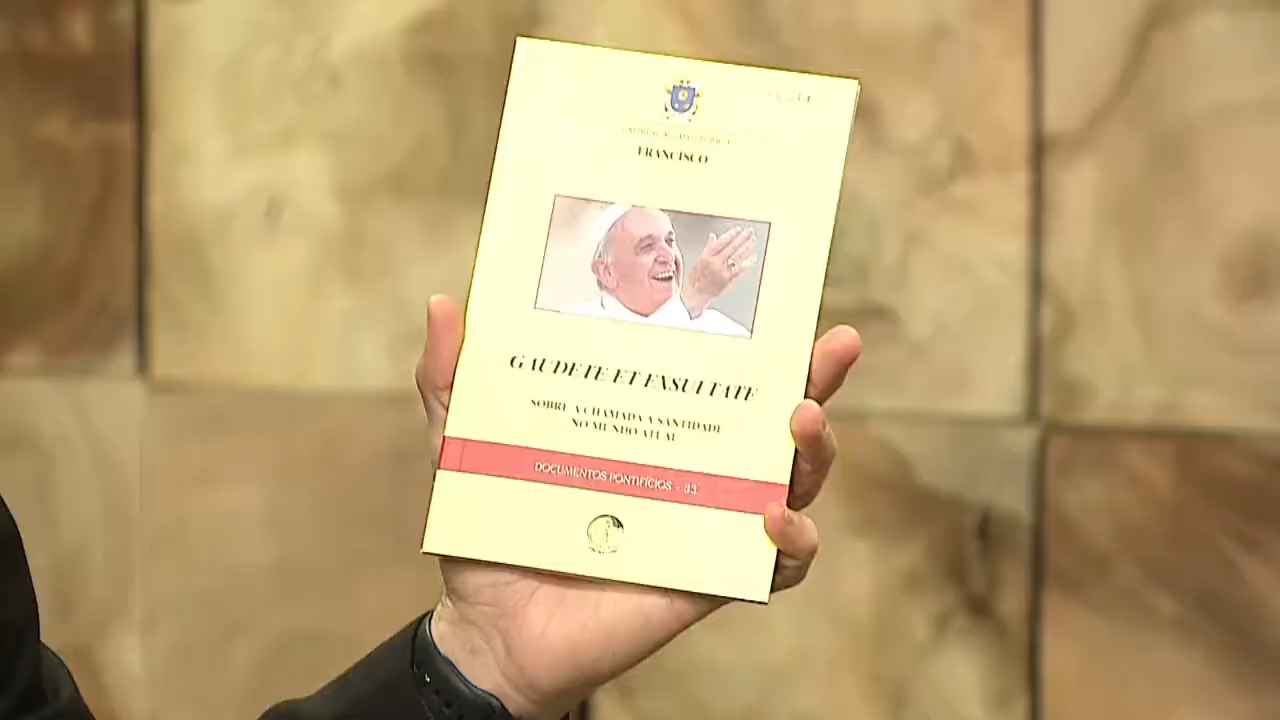 FRANCISCO
GAUDETE ET EXSULTATE
SOBRE A CHAMADA À SANTIDADE
NO MUNDO ATUAL
DOCUMENTOS PONTIFÍCIOS - 33